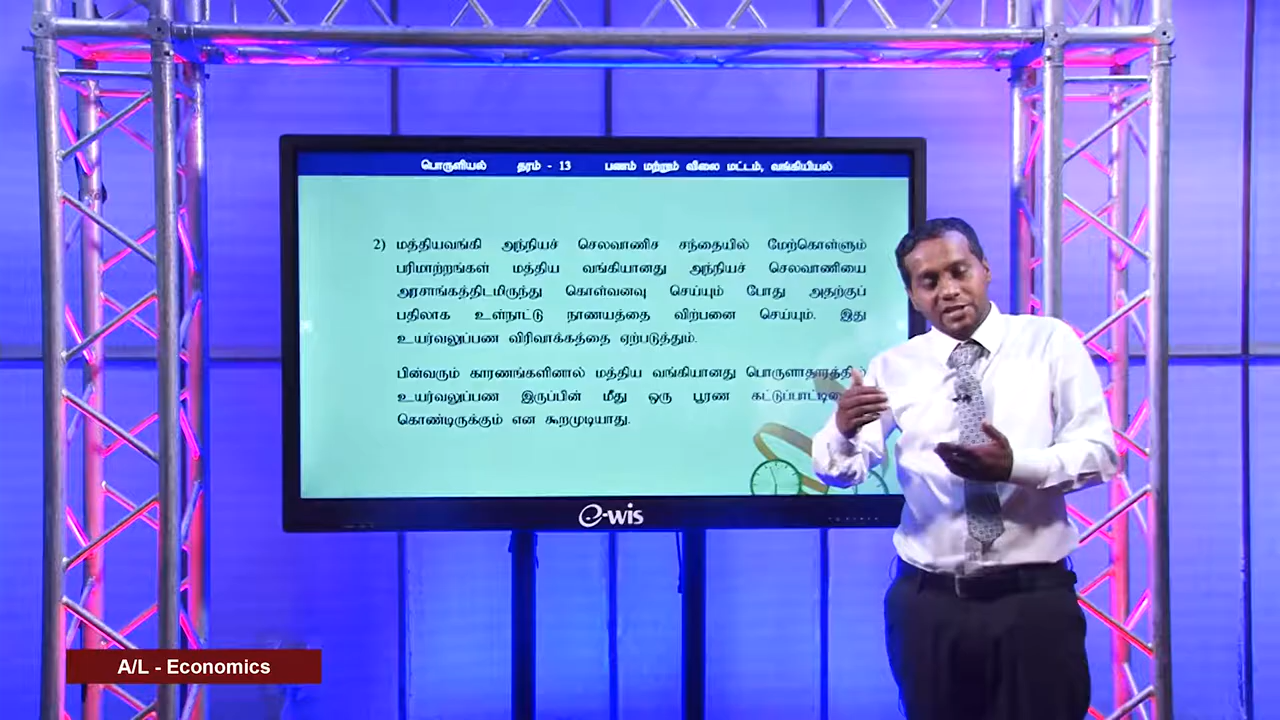 பொருளியல் தரம் - 13 பணம் மற்றும் விலை மட்டம், வங்கியியல்
2) மத்தியவங்கி அந்நியச் செலவாணிச சந்தையில் மேற்கொள்ளும்
பரிமாற்றங்கள் மத்திய வங்கியானது அந்நியச் செலவாணியை
அரசாங்கத்திடமிருந்து கொள்வனவு செய்யும் போது அதற்குப்
பதிலாக உள்நாட்டு நாணயத்தை விற்பனை செய்யும். இது
உயர்வலுப்பண விரிவாக்கத்தை ஏற்படுத்தும்.
பின்வரும் காரணங்களினால் மத்திய வங்கியானது பொருளாதாரத்தில்
உயர்வலுப்பண இருப்பின் மீது ஒரு பூரண
கொண்டிருக்கும் என கூறமுடியாது.
e-wis
A/L - Economics